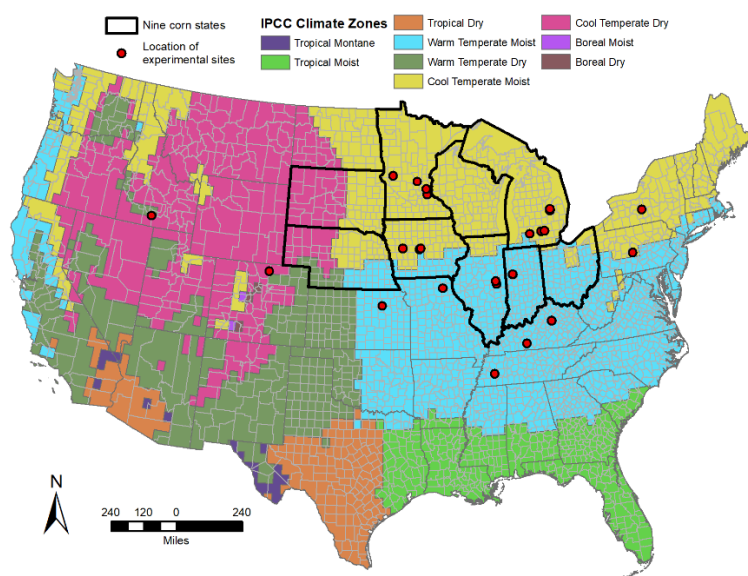 Nine corn states
Location of
experimental sites
IPCC Climate Zones
Tropical Montane
Tropical Moist
Tropical Dry
Warm Temperate Moist
Warm Temperate Dry
Cool Temperate Moist
Cool Temperate Dry
Boreal Moist
Boreal Dry
N
240 120 0 240
Miles